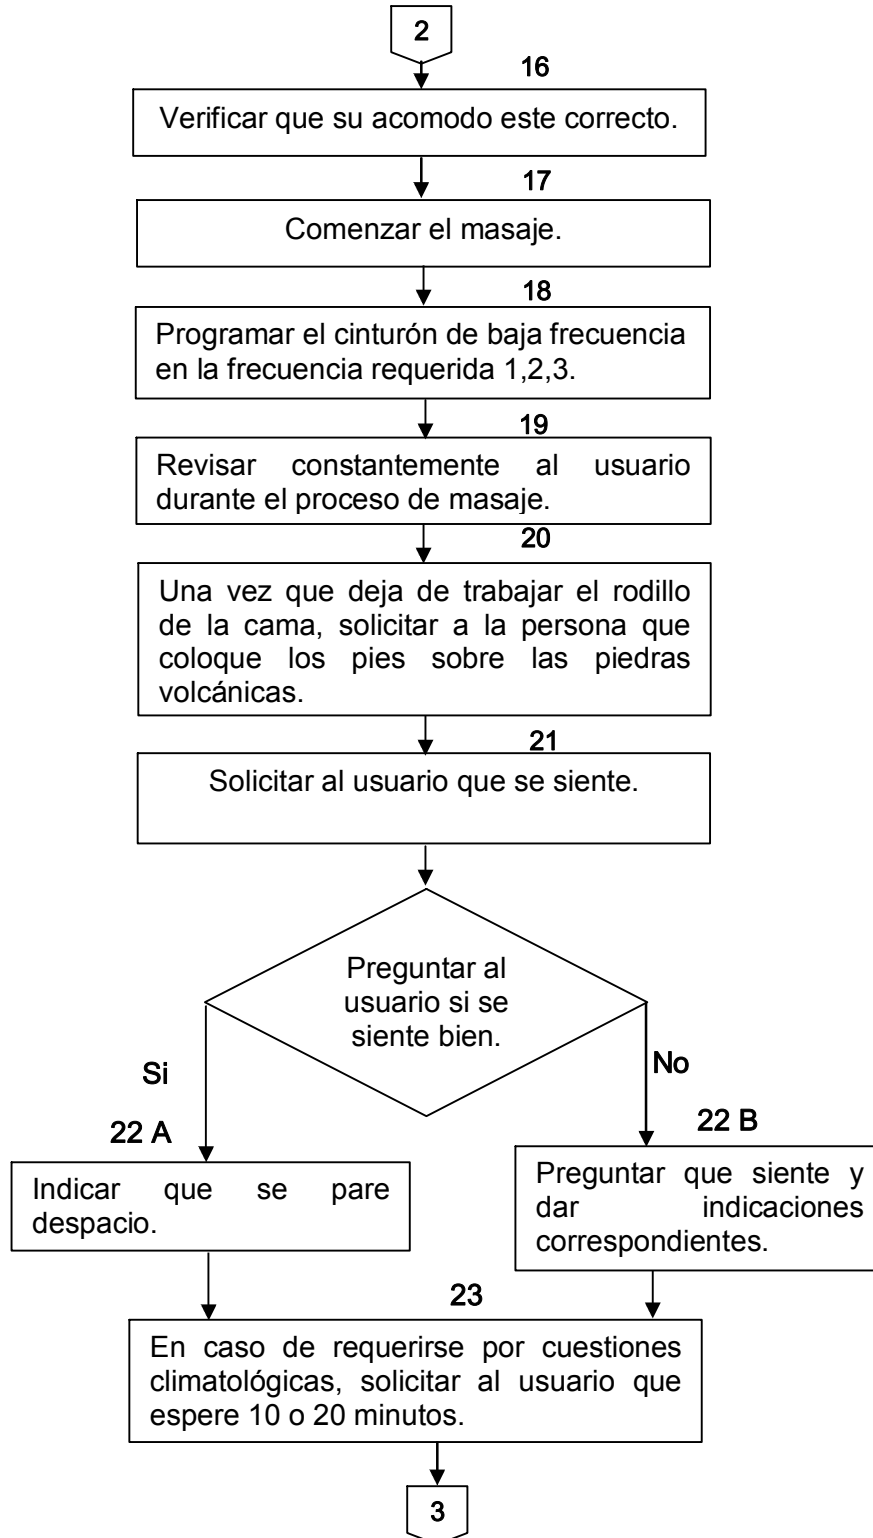 2
16
Verificar que su acomodo este correcto.
17
Comenzar el masaje.
18
Programar el cinturón de baja frecuencia
en la frecuencia requerida 1,2,3.
19
Revisar constantemente al usuario
durante el proceso de masaje.
20
Una vez que deja de trabajar el rodillo
de la cama, solicitar a la persona que
coloque los pies sobre las piedras
volcánicas.
21
Solicitar al usuario que se siente.
Preguntar al
usuario si se
siente bien.
Si
No
22 A
22 B
Indicar que se pare
despacio.
Preguntar que siente y
dar indicaciones
correspondientes.
23
En caso de requerirse por cuestiones
climatológicas, solicitar al usuario que
espere 10 o 20 minutos.
3